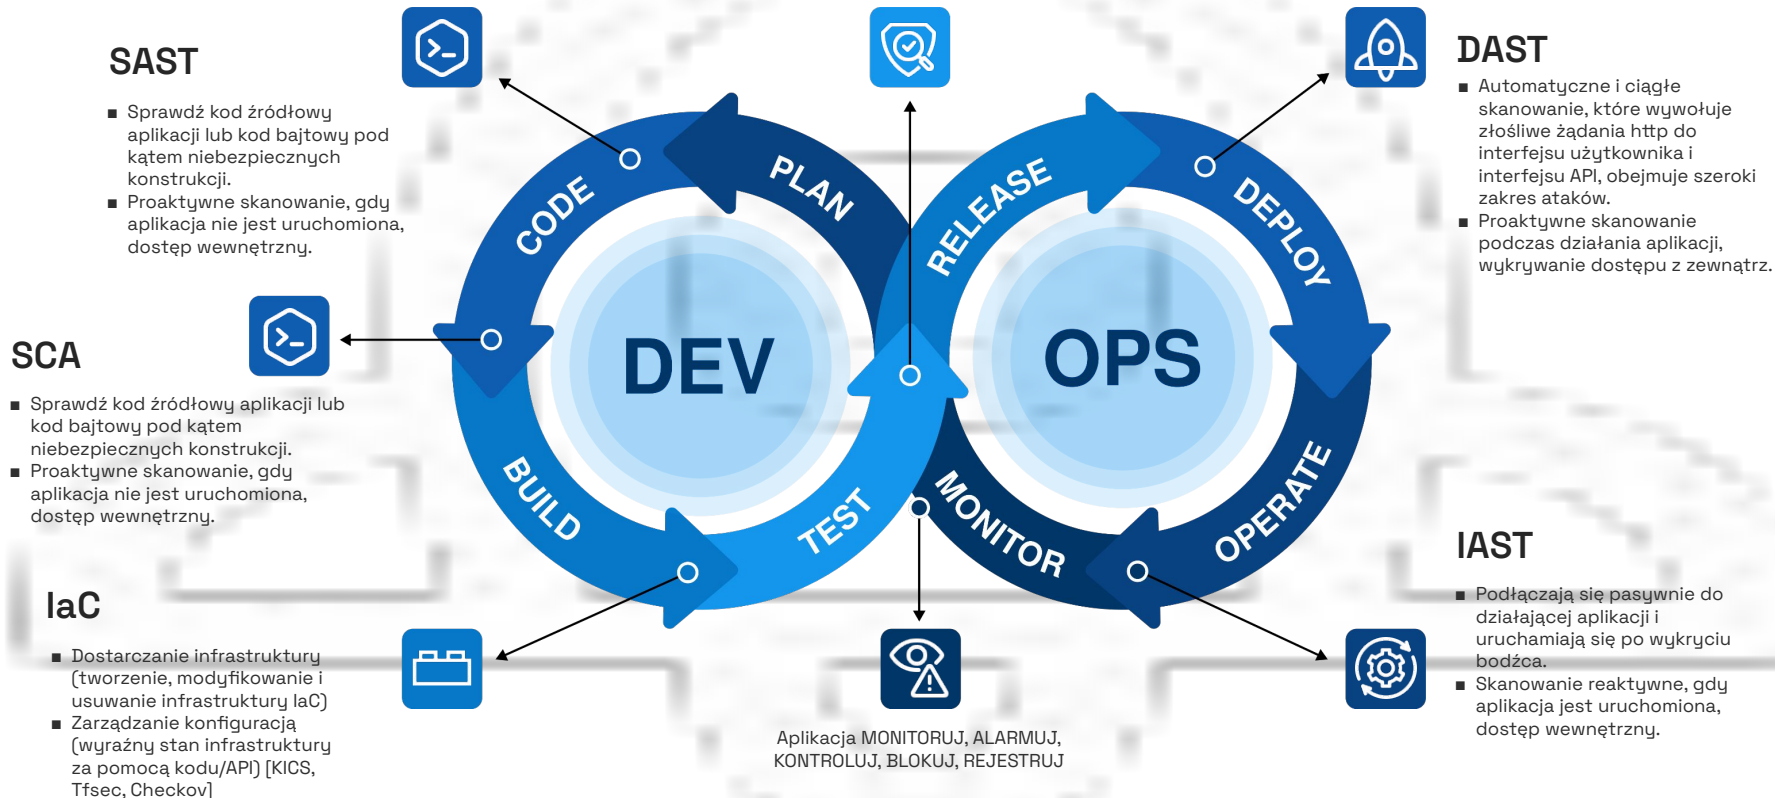 SAST
▪ Sprawdź kod źródłowy
aplikacji lub kod bajtowy pod
kątem niebezpiecznych
konstrukcji.
▪ Proaktywne skanowanie, gdy
aplikacja nie jest uruchomiona,
dostęp wewnętrzny.
SCA
▪ Sprawdź kod źródłowy aplikacji lub
kod bajtowy pod kątem
niebezpiecznych konstrukcji.
▪ Proaktywne skanowanie, gdy
aplikacja nie jest uruchomiona,
dostęp wewnętrzny.
IaC
▪ Dostarczanie infrastruktury
(tworzenie, modyfikowanie i
usuwanie infrastruktury IaC)
▪ Zarządzanie konfiguracją
(wyraźny stan infrastruktury
za pomocą kodu/API) [KICS,
Tfsec, Checkov]
PLAN
CODE
BUILD
TEST
DEV
RELEASE
DEPLOY
OPERATE
MONITOR
OPS
Aplikacja MONITORUJ, ALARMUJ,
KONTROLUJ, BLOKUJ, REJESTRUJ
DAST
▪ Automatyczne i ciągłe
skanowanie, które wywołuje
złośliwe żądania http do
interfejsu użytkownika i
interfejsu API, obejmuje szeroki
zakres ataków.
▪ Proaktywne skanowanie
podczas działania aplikacji,
wykrywanie dostępu z zewnątrz.
IAST
▪ Podłączają się pasywnie do
działającej aplikacji i
uruchamiają się po wykryciu
bodźca.
▪ Skanowanie reaktywne, gdy
aplikacja jest uruchomiona,
dostęp wewnętrzny.